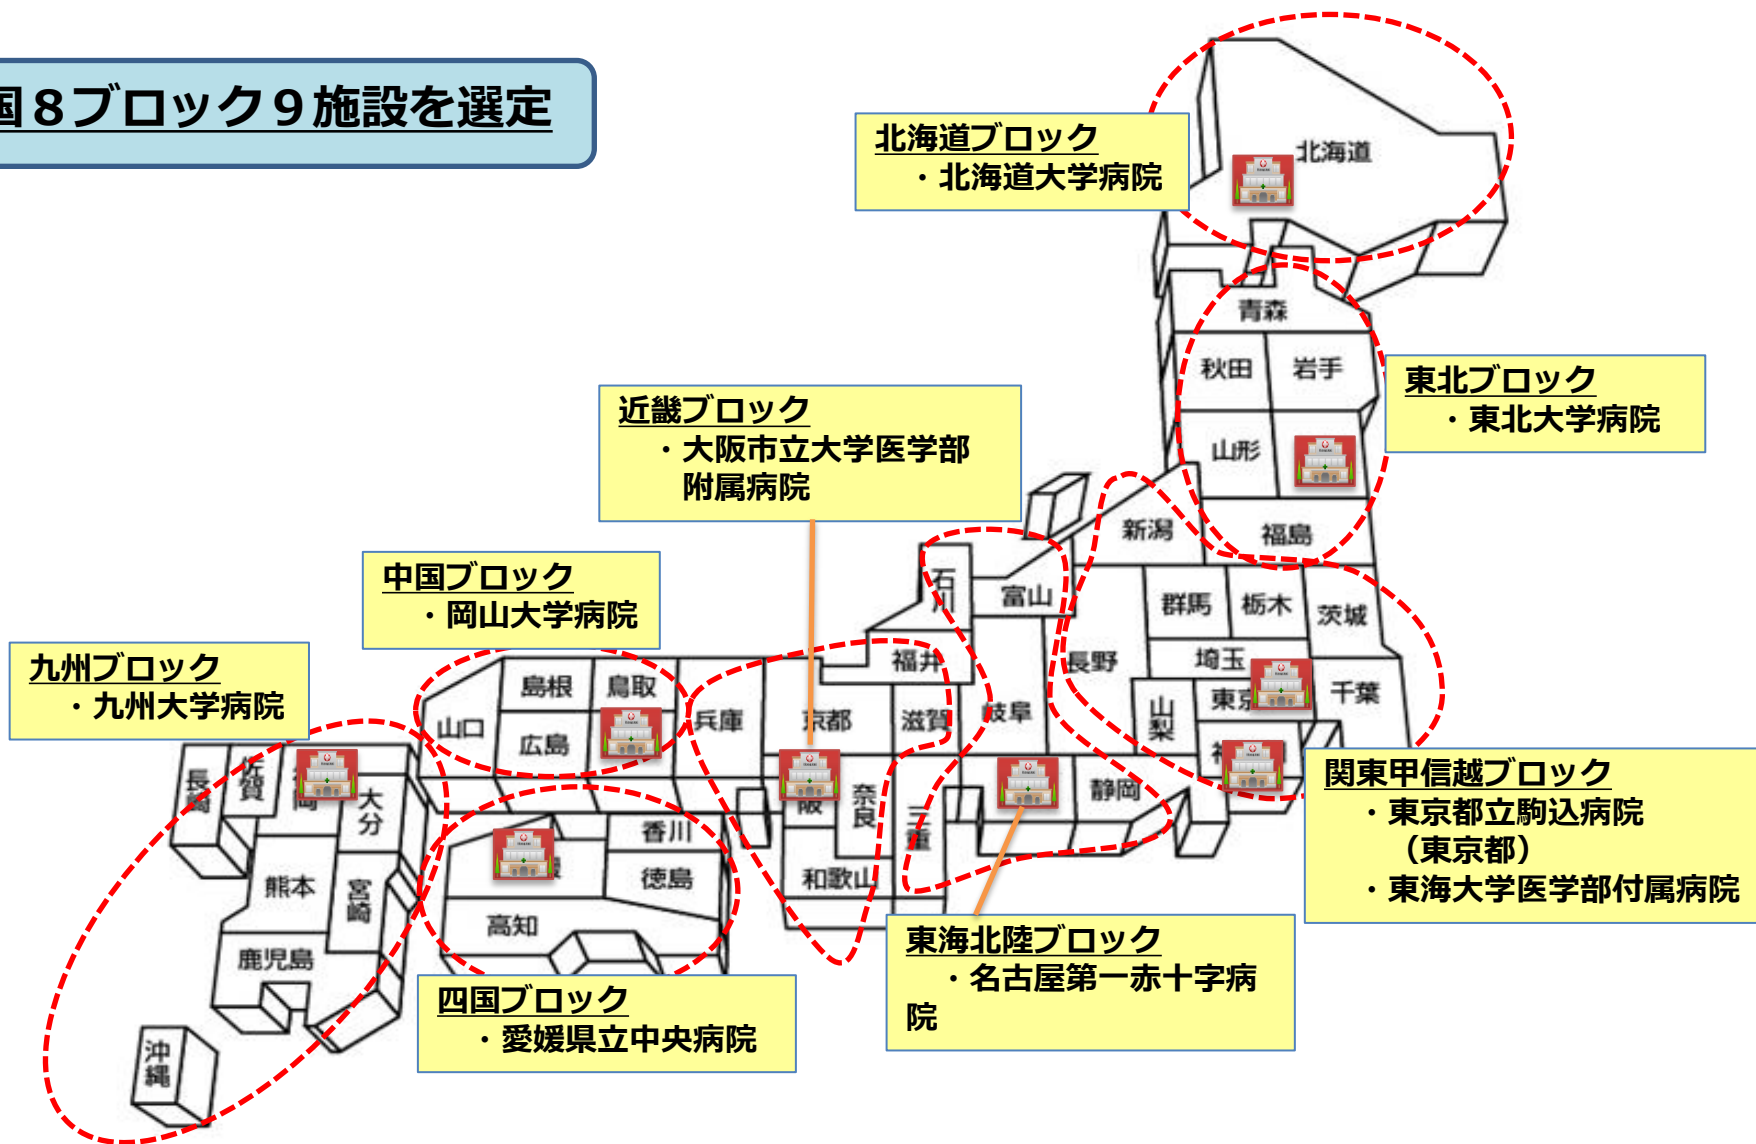 国８ブロック９施設を選定
北海道ブロック
・北海道大学病院
北海道
青森
秋田
岩手
東北ブロック
・東北大学病院
山形
近畿ブロック
・大阪市立大学医学部
附属病院
新潟
福島
中国ブロック
・岡山大学病院
石川
富山
群馬
栃木
茨城
九州ブロック
・九州大学病院
福井
長野
埼玉
島根
鳥取
山口
広島
兵庫
京都
滋賀
岐阜
山梨
東京
千葉
長崎
佐賀
岡
大分
阪
奈良
三重
静岡
神
関東甲信越ブロック
・東京都立駒込病院
（東京都）
・東海大学医学部付属病院
香川
徳島
和歌山
熊本
宮崎
高知
鹿児島
東海北陸ブロック
・名古屋第一赤十字病
院
四国ブロック
・愛媛県立中央病院
沖縄